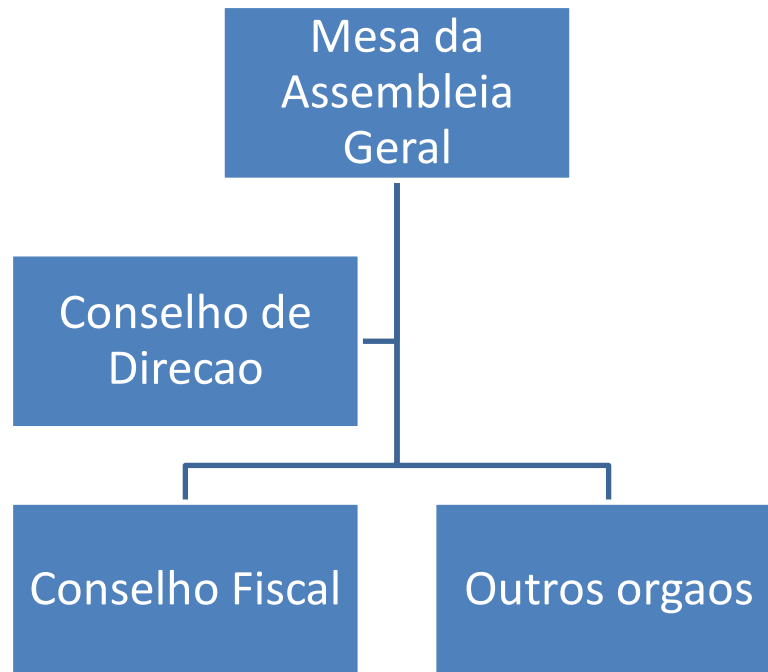 Mesa da
Assembleia
Geral
Conselho de
Direcao
Conselho Fiscal
Outros orgaos